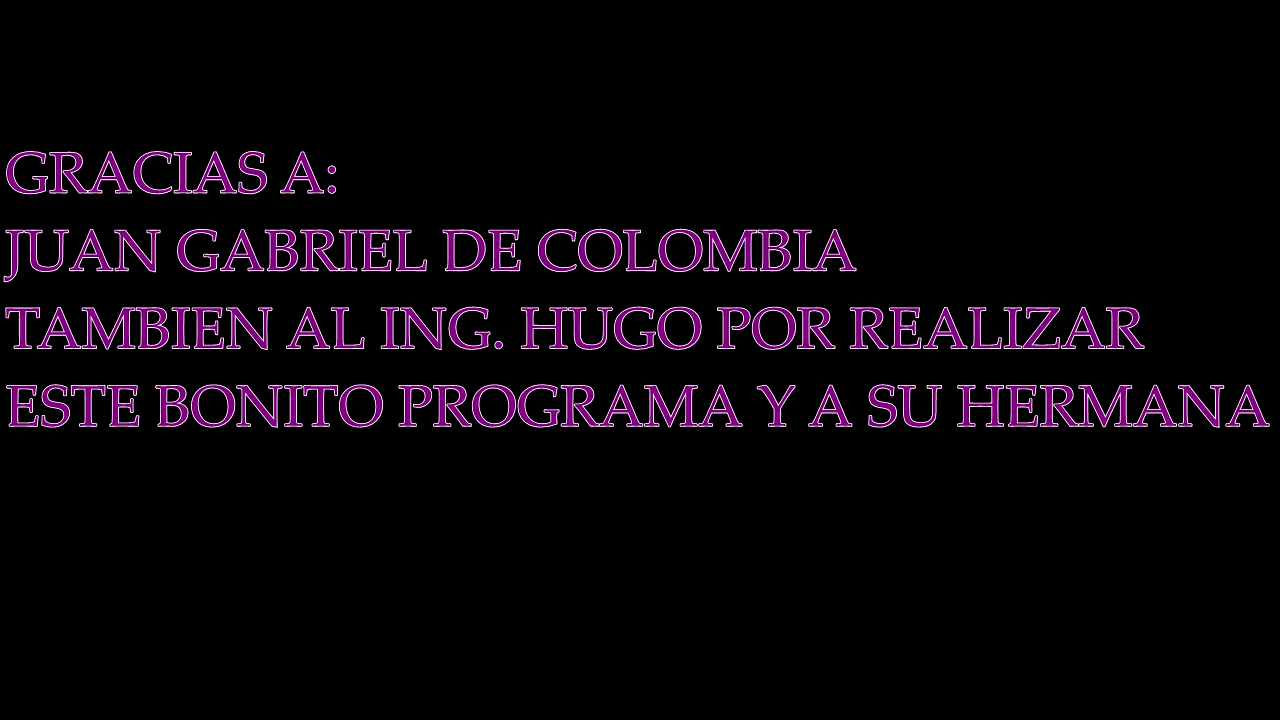 GRACIAS A:
JUAN GABRIEL DE COLOMBIA
TAMBIEN AL ING. HUGO POR REALIZAR
ESTE BONITO PROGRAMA Y A SU HERMANA